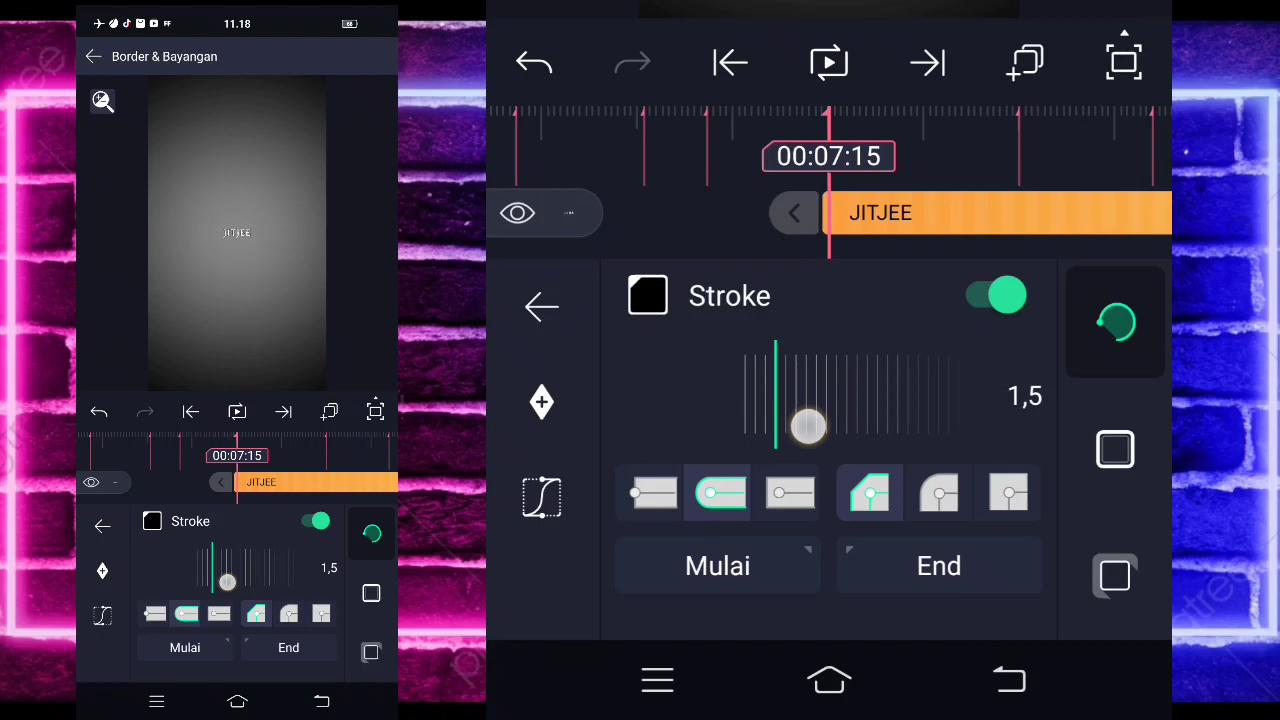 11.18
68
Border & Bayangan
JITJEE
00:07:15
JITJEE
Stroke
1,5
Mulai
End
00:07:15
JITJEE
Stroke
1,5
Mulai
End